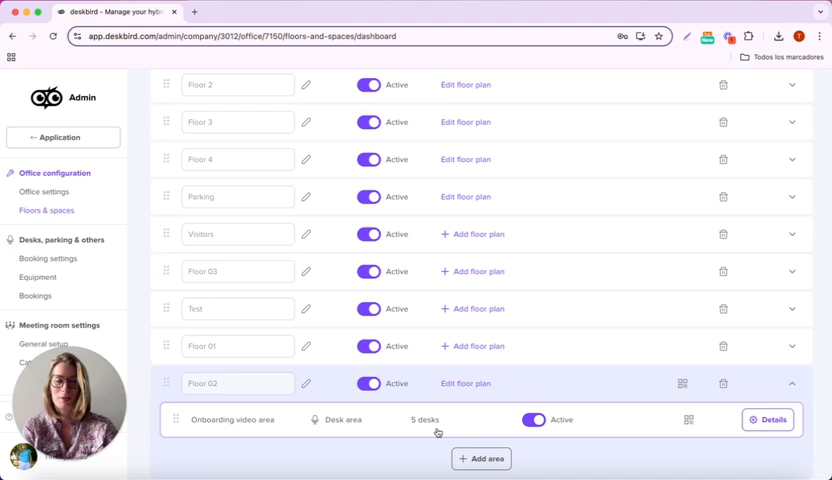 deskbird - Manage your hyb
app.deskbird.com/admin/company/3012/office/7150/floors-and-spaces/dashboard
New
1
T
Todos los marcadores
Admin
← Application
Office configuration
Office settings
Floors & spaces
Desks, parking & others
Booking settings
Equipment
Bookings
Meeting room settings
General setup
Floor 2
Active
Edit floor plan
Floor 3
Active
Edit floor plan
Floor 4
Active
Edit floor plan
Parking
Active
Edit floor plan
Visitors
Active
+ Add floor plan
Floor 03
Active
+ Add floor plan
Test
Active
+ Add floor plan
Floor 01
Active
+ Add floor plan
Floor 02
Active
Edit floor plan
Onboarding video area
Desk area
5 desks
Active
Details
+ Add area